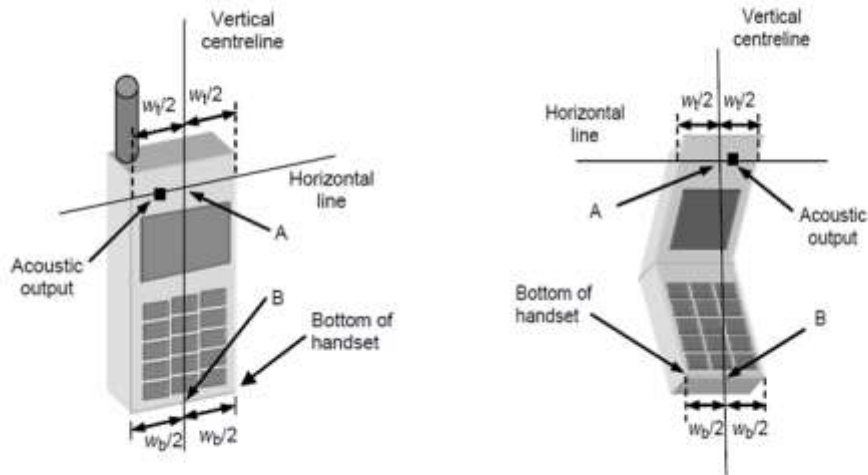 Vertical
centreline
wt/2
wt/2
Horizontal
line
A
Acoustic
output
B
Bottom of
handset
wb/2
wb/2
Vertical
centreline
wt/2
wt/2
Horizontal
line
A
Acoustic
output
Bottom of
handset
B
wb/2
wb/2